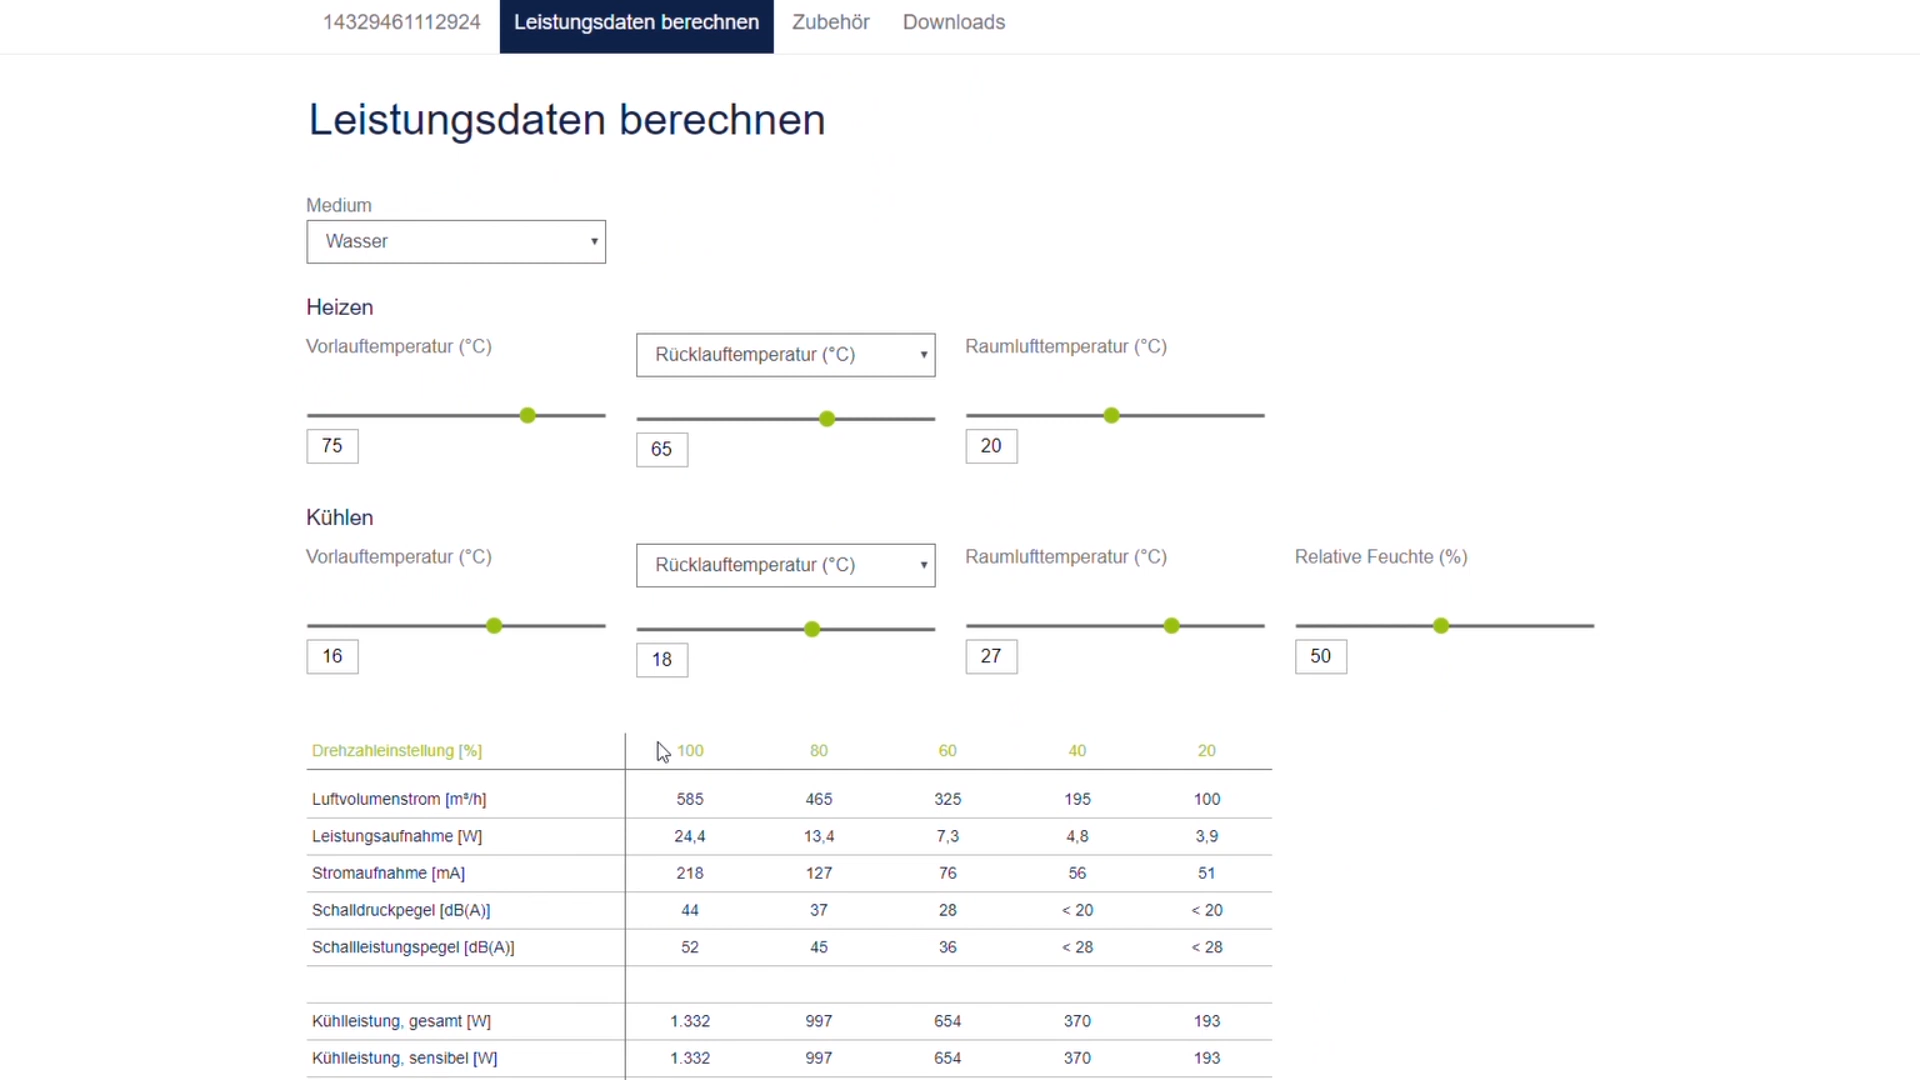 14329461112924 Leistungsdaten berechnen Zubehör Downloads
Leistungsdaten berechnen
Medium
Wasser
Heizen
Vorlauftemperatur (°C) Rücklauftemperatur (°C) Raumlufttemperatur (°C)
75 65 20
Kühlen
Vorlauftemperatur (°C) Rücklauftemperatur (°C) Raumlufttemperatur (°C) Relative Feuchte (%)
16 18 27 50
Drehzahleinstellung [%] 100 80 60 40 20
Luftvolumenstrom [m³/h] 585 465 325 195 100
Leistungsaufnahme [W] 24,4 13,4 7,3 4,8 3,9
Stromaufnahme [mA] 218 127 76 56 51
Schalldruckpegel [dB(A)] 44 37 28 < 20 < 20
Schallleistungspegel [dB(A)] 52 45 36 < 28 < 28
Kühlleistung, gesamt [W] 1.332 997 654 370 193
Kühlleistung, sensibel [W] 1.332 997 654 370 193